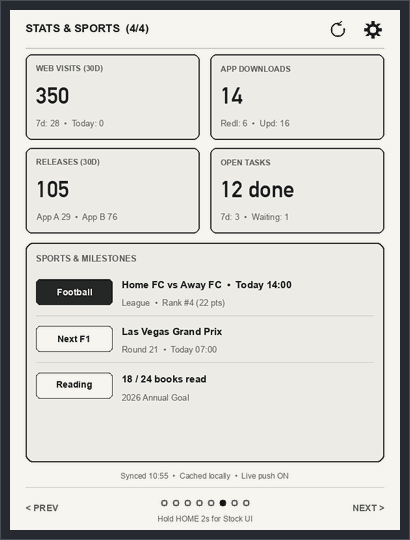 STATS & SPORTS (4/4)
WEB VISITS (30D)
350
7d: 28 • Today: 0
APP DOWNLOADS
14
Redl: 6 • Upd: 16
RELEASES (30D)
105
App A 29 • App B 76
OPEN TASKS
12 done
7d: 3 • Waiting: 1
SPORTS & MILESTONES
Football
Home FC vs Away FC • Today 14:00
League • Rank #4 (22 pts)
Next F1
Las Vegas Grand Prix
Round 21 • Today 07:00
Reading
18 / 24 books read
2026 Annual Goal
Synced 10:55 • Cached locally • Live push ON
< PREV
NEXT >
Hold HOME 2s for Stock UI